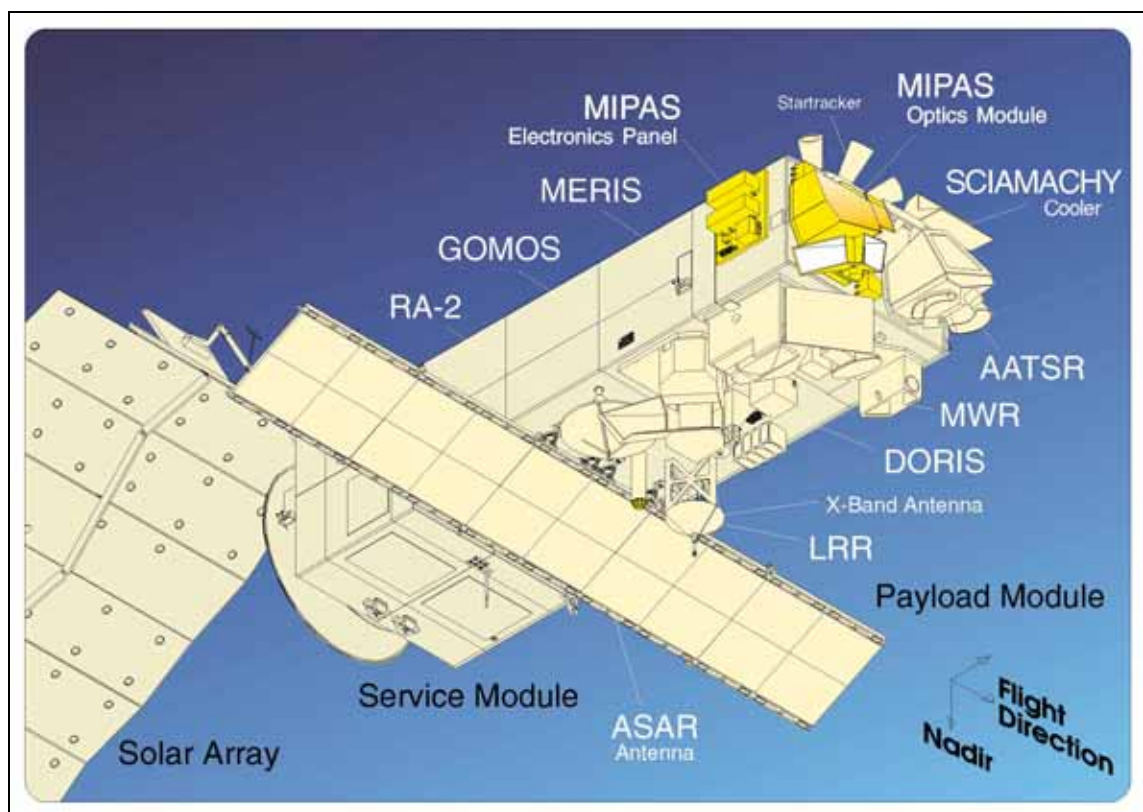 MIPAS
Optics Module
Startracker
MIPAS
Electronics Panel
SCIAMACHY
Cooler
MERIS
GOMOS
RA-2
AATSR
MWR
DORIS
X-Band Antenna
LRR
Payload Module
Service Module
Flight
Direction
Nadir
ASAR
Antenna
Solar Array